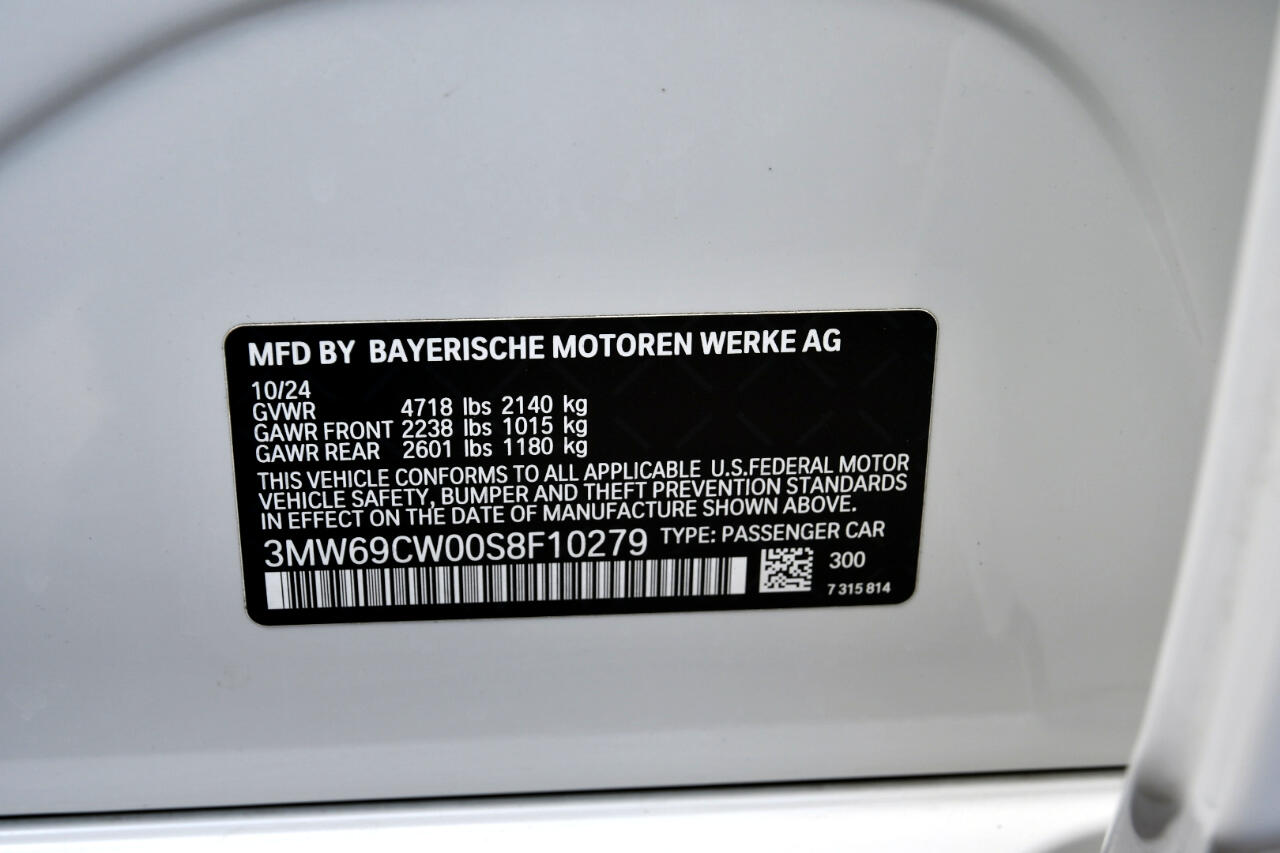 MFD BY BAYERISCHE MOTOREN WERKE AG
10/24
GVWR 4718 lbs 2140 kg
GAWR FRONT 2238 lbs 1015 kg
GAWR REAR 2601 lbs 1180 kg
THIS VEHICLE CONFORMS TO ALL APPLICABLE U.S.FEDERAL MOTOR
VEHICLE SAFETY, BUMPER AND THEFT PREVENTION STANDARDS
IN EFFECT ON THE DATE OF MANUFACTURE SHOWN ABOVE.
3MW69CW00S8F10279 TYPE: PASSENGER CAR
300
7 315 814